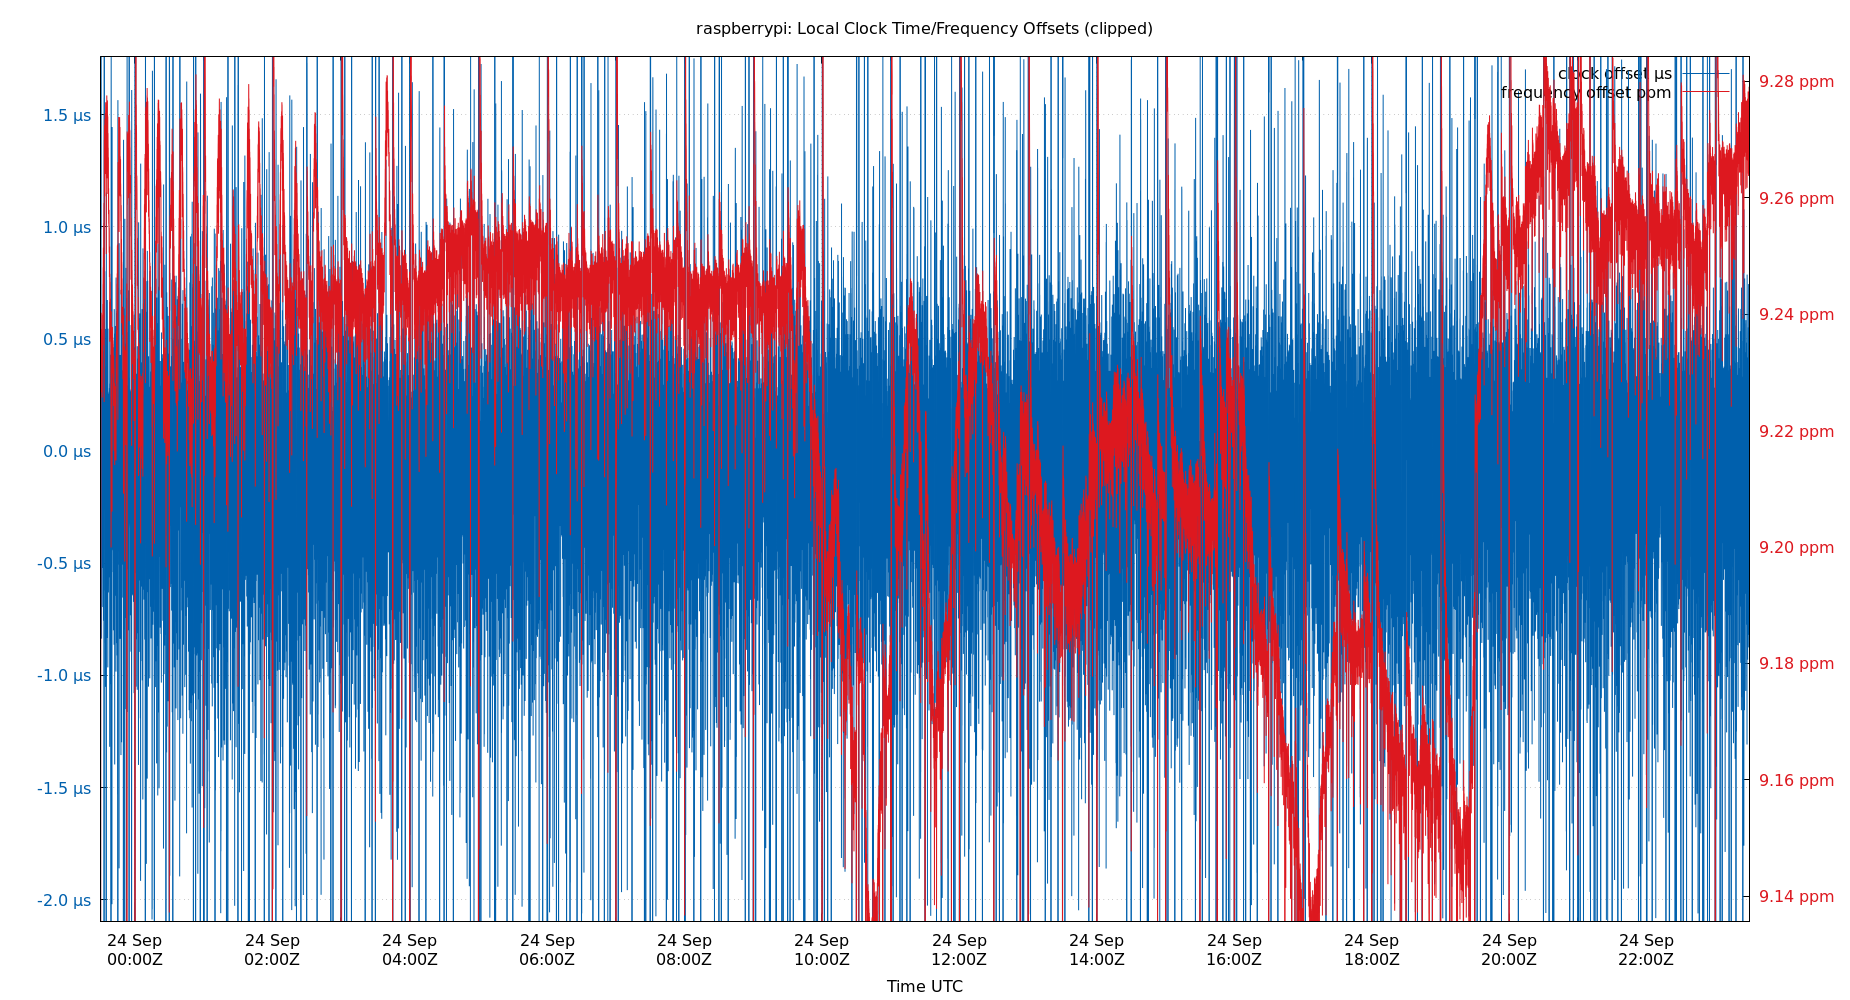 raspberrypi: Local Clock Time/Frequency Offsets (clipped)
clock offset µs
frequency offset ppm
1.5 µs
1.0 µs
0.5 µs
0.0 µs
-0.5 µs
-1.0 µs
-1.5 µs
-2.0 µs
9.28 ppm
9.26 ppm
9.24 ppm
9.22 ppm
9.20 ppm
9.18 ppm
9.16 ppm
9.14 ppm
24 Sep 24 Sep 24 Sep 24 Sep 24 Sep 24 Sep 24 Sep 24 Sep 24 Sep 24 Sep 24 Sep 24 Sep
00:00Z 02:00Z 04:00Z 06:00Z 08:00Z 10:00Z 12:00Z 14:00Z 16:00Z 18:00Z 20:00Z 22:00Z
Time UTC